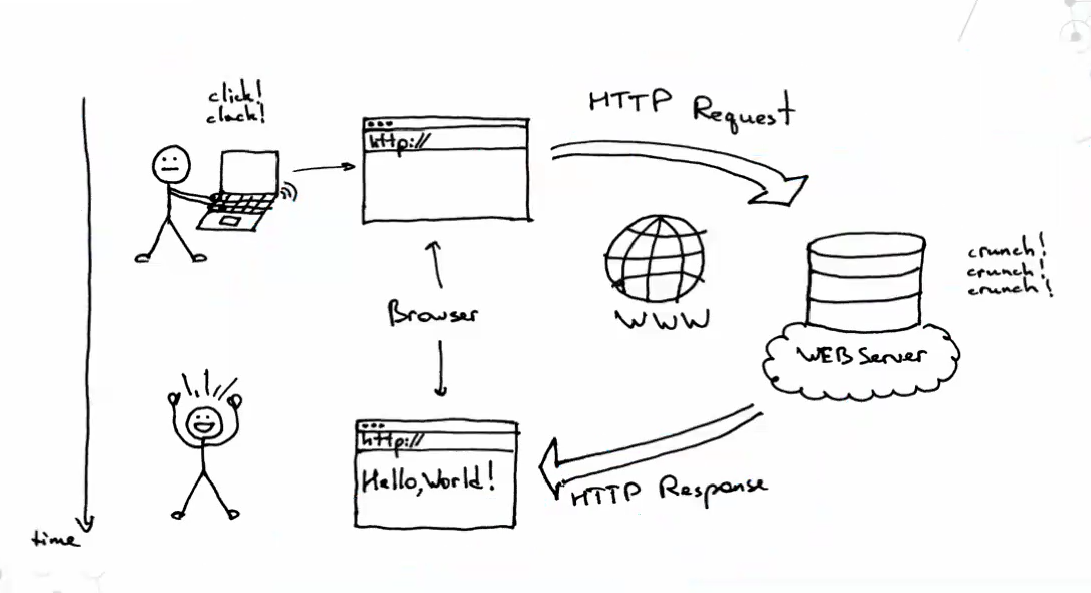 click!
clack!
HTTP Request
http://
crunch!
crunch!
crunch!
Browser
WWW
WEB Server
http://
Hello, World!
HTTP Response
time